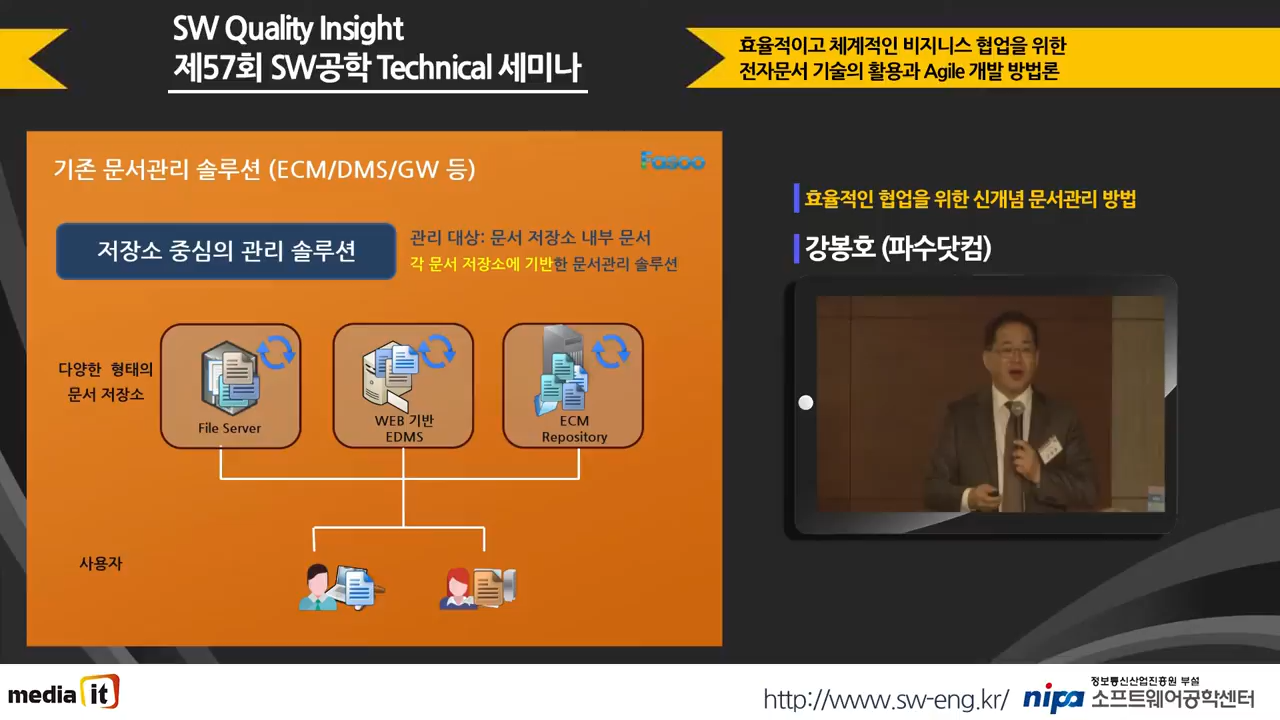 SW Quality Insight
제57회 SW공학 Technical 세미나
효율적이고 체계적인 비지니스 협업을 위한
전자문서 기술의 활용과 Agile 개발 방법론
기존 문서관리 솔루션 (ECM/DMS/GW 등)
Fasoo
저장소 중심의 관리 솔루션
관리 대상: 문서 저장소 내부 문서
각 문서 저장소에 기반한 문서관리 솔루션
다양한 형태의
문서 저장소
File Server
WEB 기반
EDMS
ECM
Repository
사용자
효율적인 협업을 위한 신개념 문서관리 방법
강봉호 (파수닷컴)
media it
http://www.sw-eng.kr/
nipa
정보통신산업진흥원 부설
소프트웨어공학센터